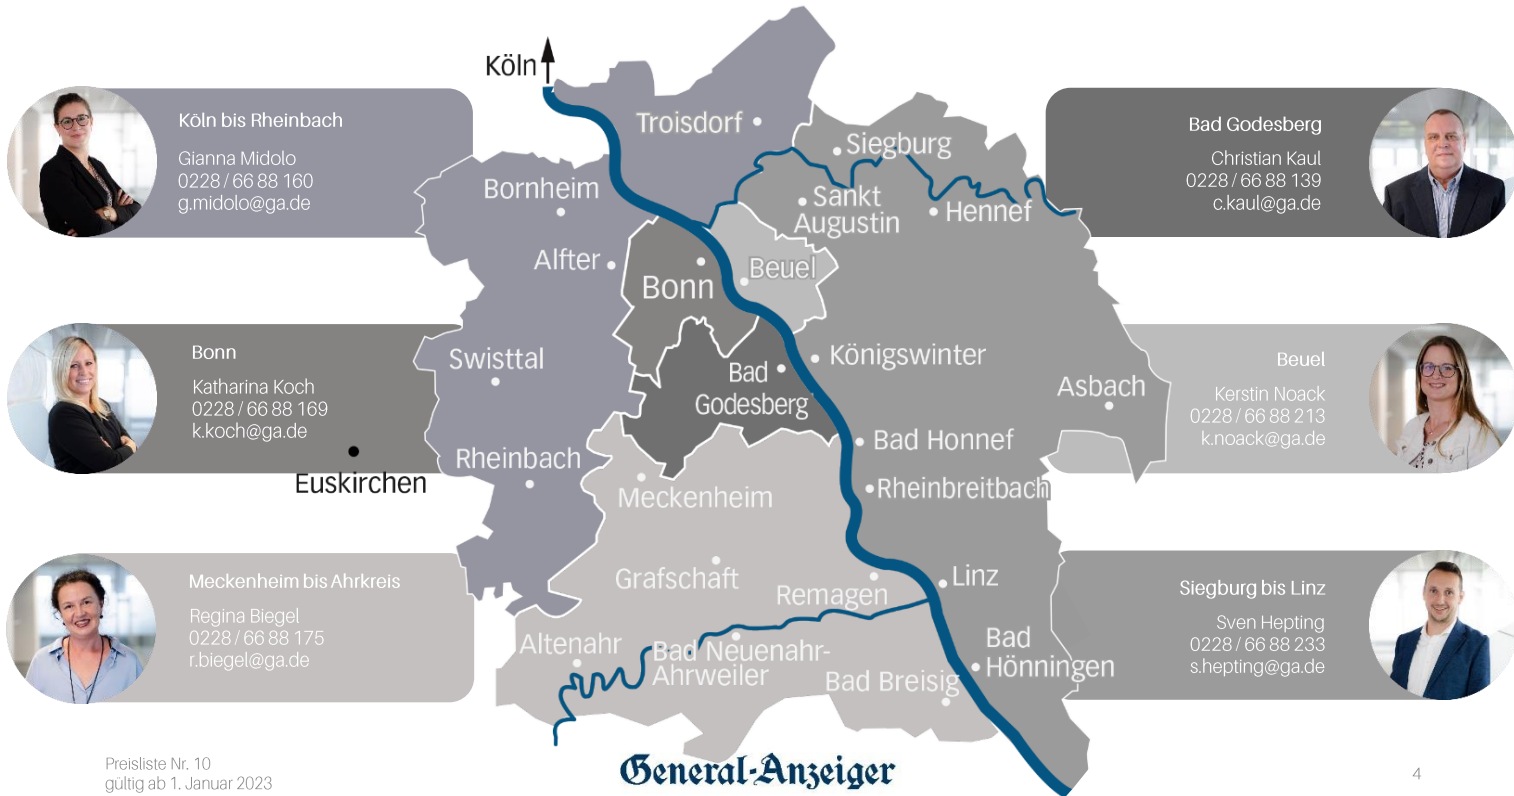 Köln bis Rheinbach
Gianna Midolo
0228 / 66 88 160
g.midolo@ga.de
Bonn
Katharina Koch
0228 / 66 88 169
k.koch@ga.de
Meckenheim bis Ahrkreis
Regina Biegel
0228 / 66 88 175
r.biegel@ga.de
Köln
Troisdorf
Siegburg
Bornheim
Sankt
Augustin
Hennef
Alfter
Beuel
Bonn
Königswinter
Swisttal
Bad
Godesberg
Asbach
Bad Honnef
Rheinbach
Euskirchen
Rheinbreitbach
Meckenheim
Grafschaft
Linz
Remagen
Altenahr
Bad Neuenahr-
Ahrweiler
Bad
Hönningen
Bad Breisig
Bad Godesberg
Christian Kaul
0228 / 66 88 139
c.kaul@ga.de
Beuel
Kerstin Noack
0228 / 66 88 213
k.noack@ga.de
Siegburg bis Linz
Sven Hepting
0228 / 66 88 233
s.hepting@ga.de
Preisliste Nr. 10
gültig ab 1. Januar 2023
General-Anzeiger
4